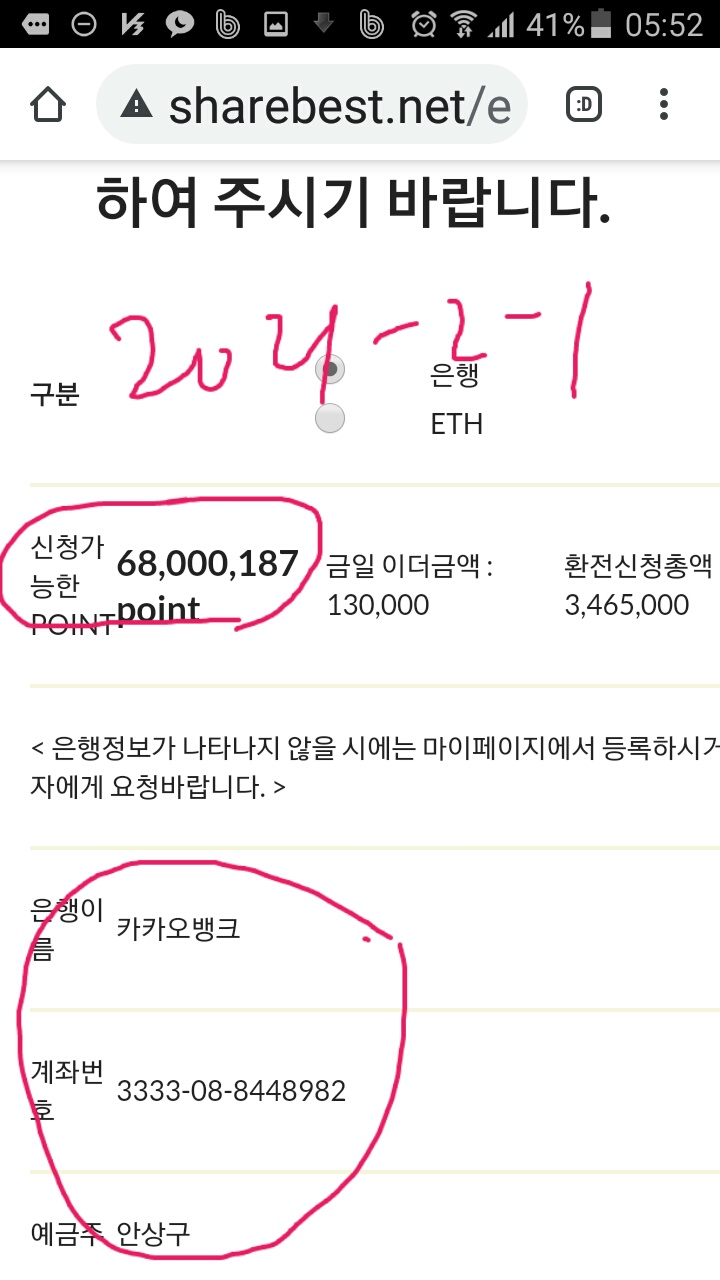 41% 05:52
sharebest.net/e
:D
하여 주시기 바랍니다.
2021-2-1
구분
은행
ETH
신청가능한 POINT
68,000,187 point
금일 이더금액 :
130,000
환전신청총액
3,465,000
< 은행정보가 나타나지 않을 시에는 마이페이지에서 등록하시거
자에게 요청바랍니다. >
은행이름
카카오뱅크
계좌번호
3333-08-8448982
예금주 안상구